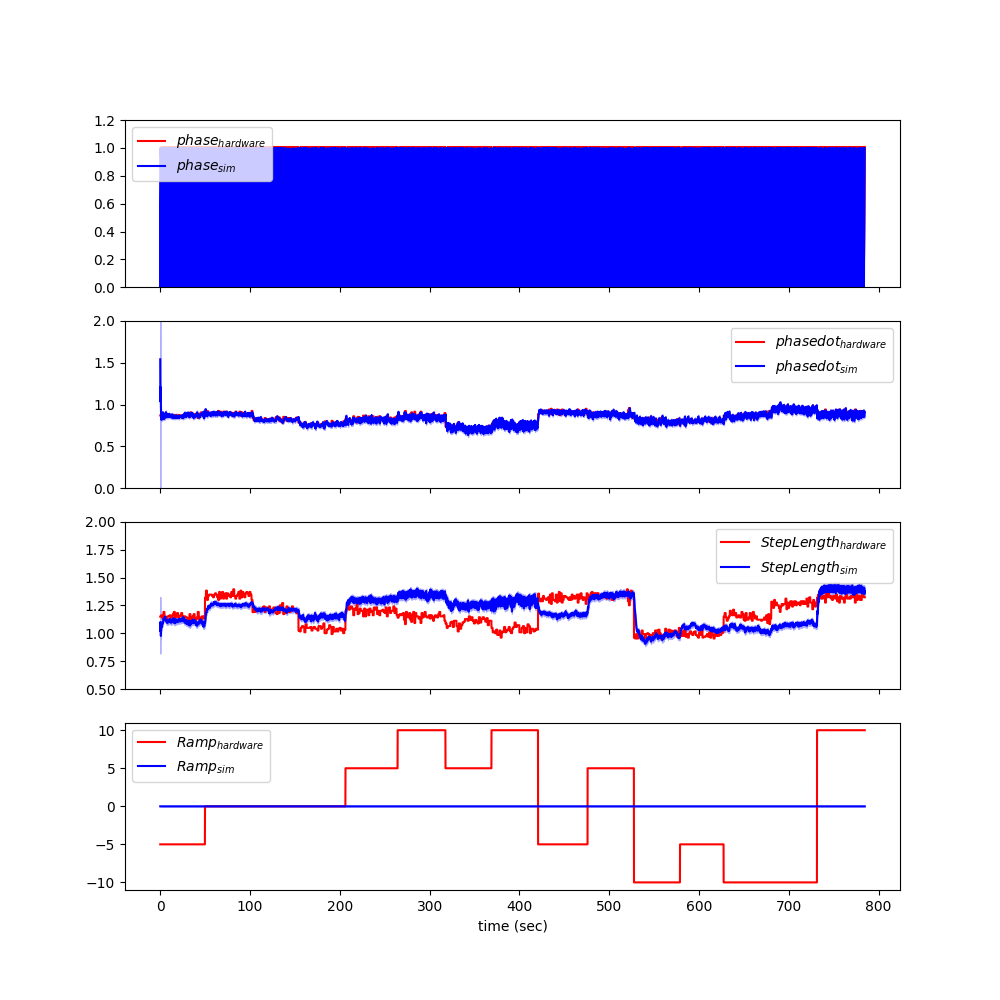 1.2
1.0
0.8
0.6
0.4
0.2
0.0
phase_hardware
phase_sim
2.0
1.5
1.0
0.5
0.0
phasedot_hardware
phasedot_sim
2.00
1.75
1.50
1.25
1.00
0.75
0.50
StepLength_hardware
StepLength_sim
10
5
0
−5
−10
Ramp_hardware
Ramp_sim
0 100 200 300 400 500 600 700 800
time (sec)